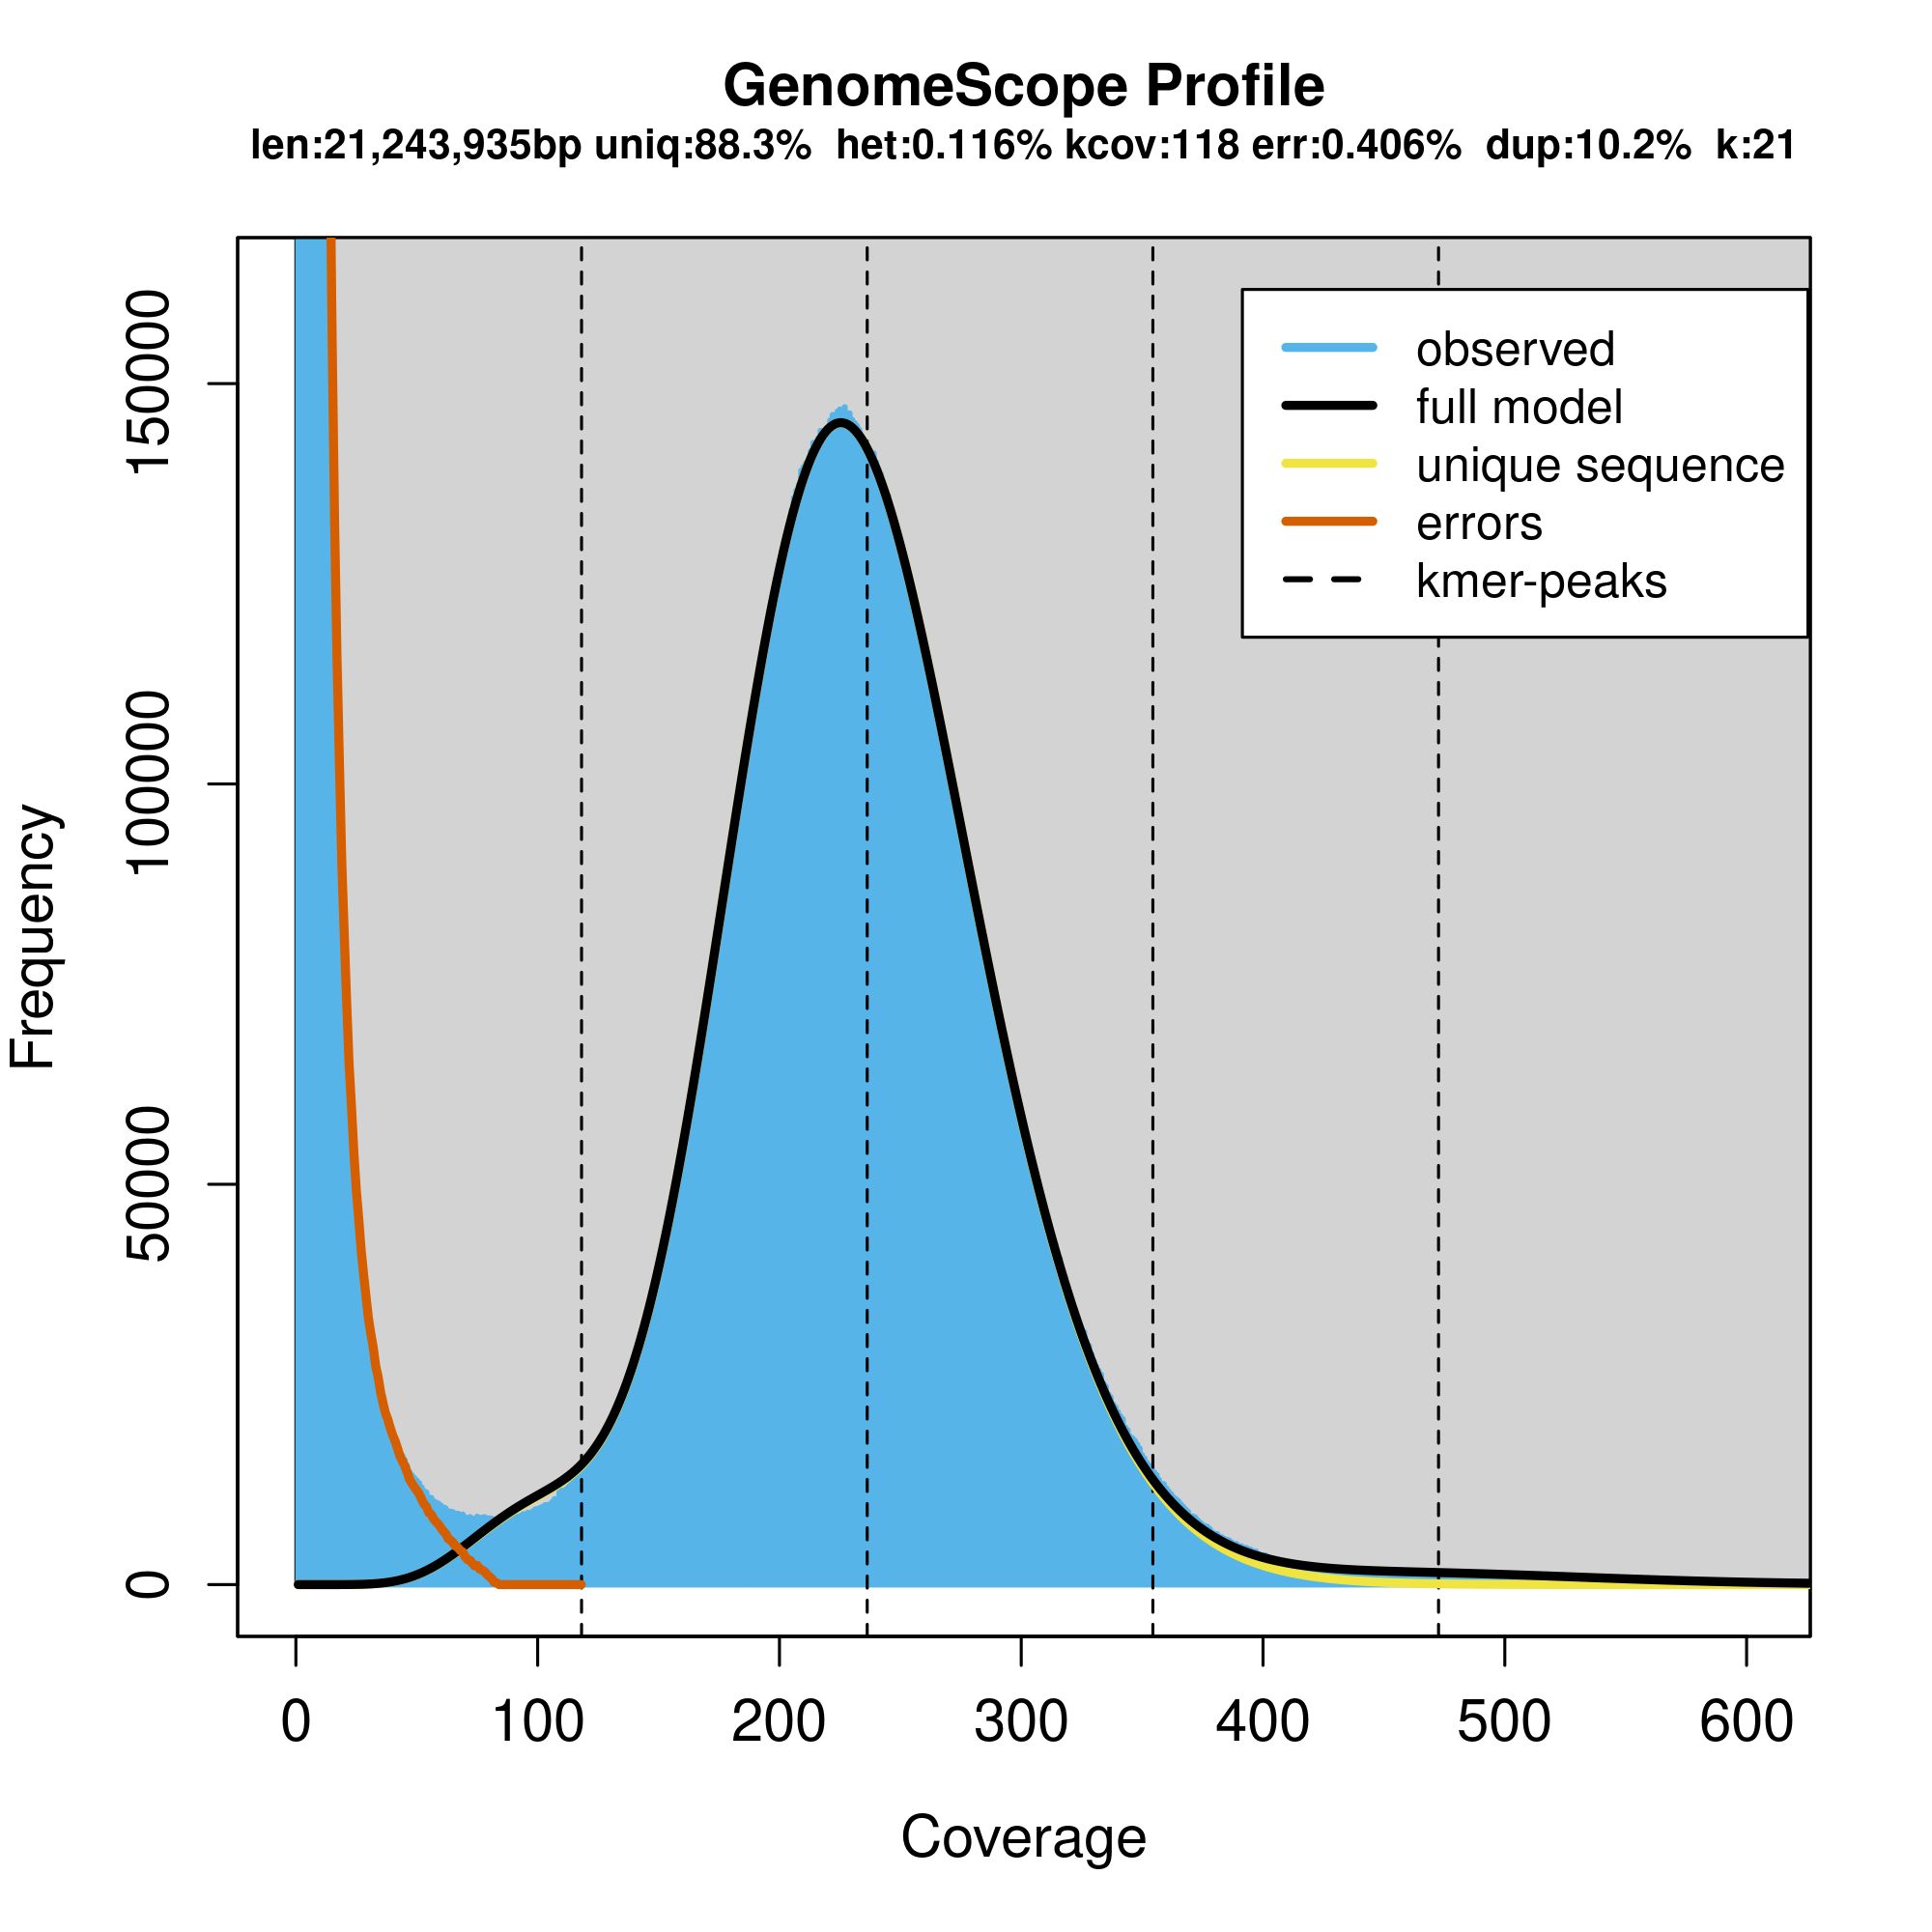 GenomeScope Profile
len:21,243,935bp uniq:88.3% het:0.116% kcov:118 err:0.406% dup:10.2% k:21
observed
full model
unique sequence
errors
kmer-peaks
Frequency
150000
100000
50000
0
0 100 200 300 400 500 600
Coverage